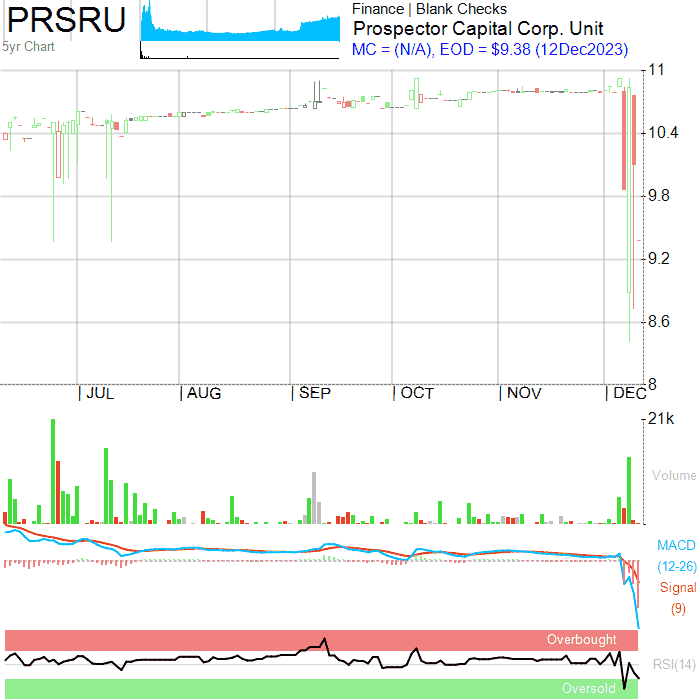 PRSRU
5yr Chart
Finance | Blank Checks
Prospector Capital Corp. Unit
MC = (N/A), EOD = $9.38 (12Dec2023)
11
10.4
9.8
9.2
8.6
8
JUL
AUG
SEP
OCT
NOV
DEC
21k
Volume
MACD
(12-26)
Signal
(9)
Overbought
RSI(14)
Oversold